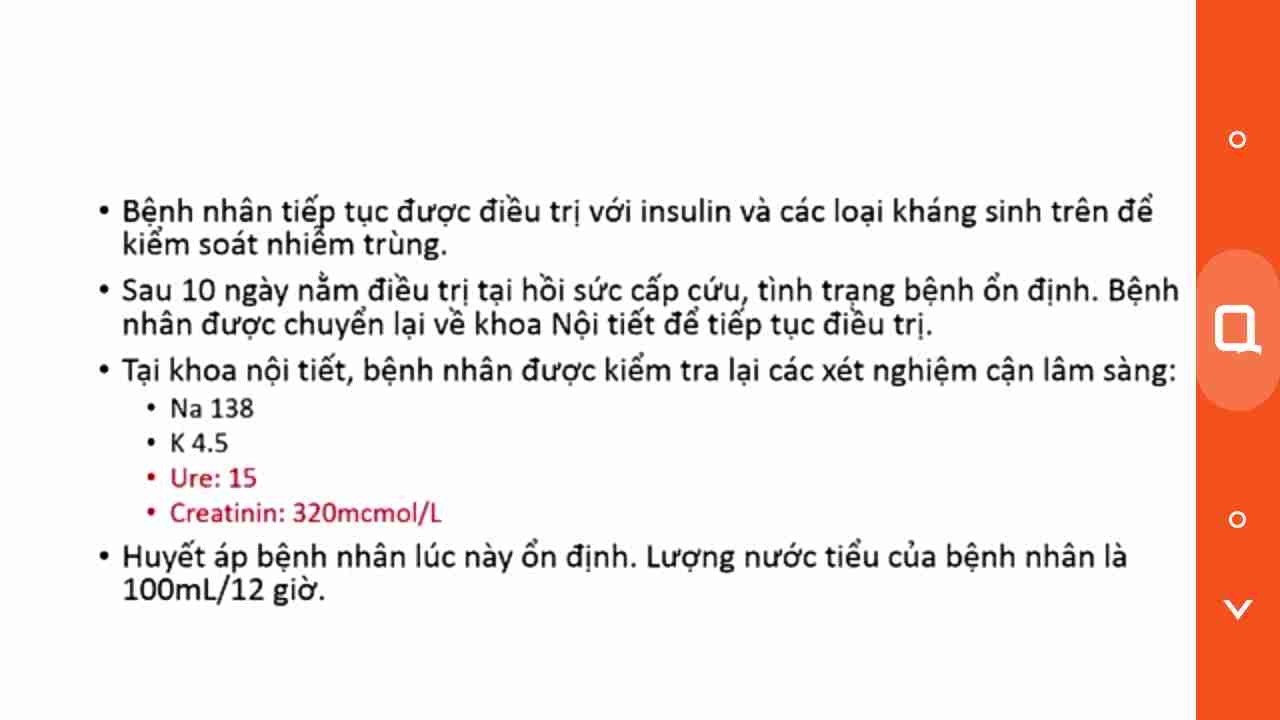 • Bệnh nhân tiếp tục được điều trị với insulin và các loại kháng sinh trên để
kiểm soát nhiễm trùng.
• Sau 10 ngày nằm điều trị tại hồi sức cấp cứu, tình trạng bệnh ổn định. Bệnh
nhân được chuyển lại về khoa Nội tiết để tiếp tục điều trị.
• Tại khoa nội tiết, bệnh nhân được kiểm tra lại các xét nghiệm cận lâm sàng:
• Na 138
• K 4.5
• Ure: 15
• Creatinin: 320mcmol/L
• Huyết áp bệnh nhân lúc này ổn định. Lượng nước tiểu của bệnh nhân là
100mL/12 giờ.